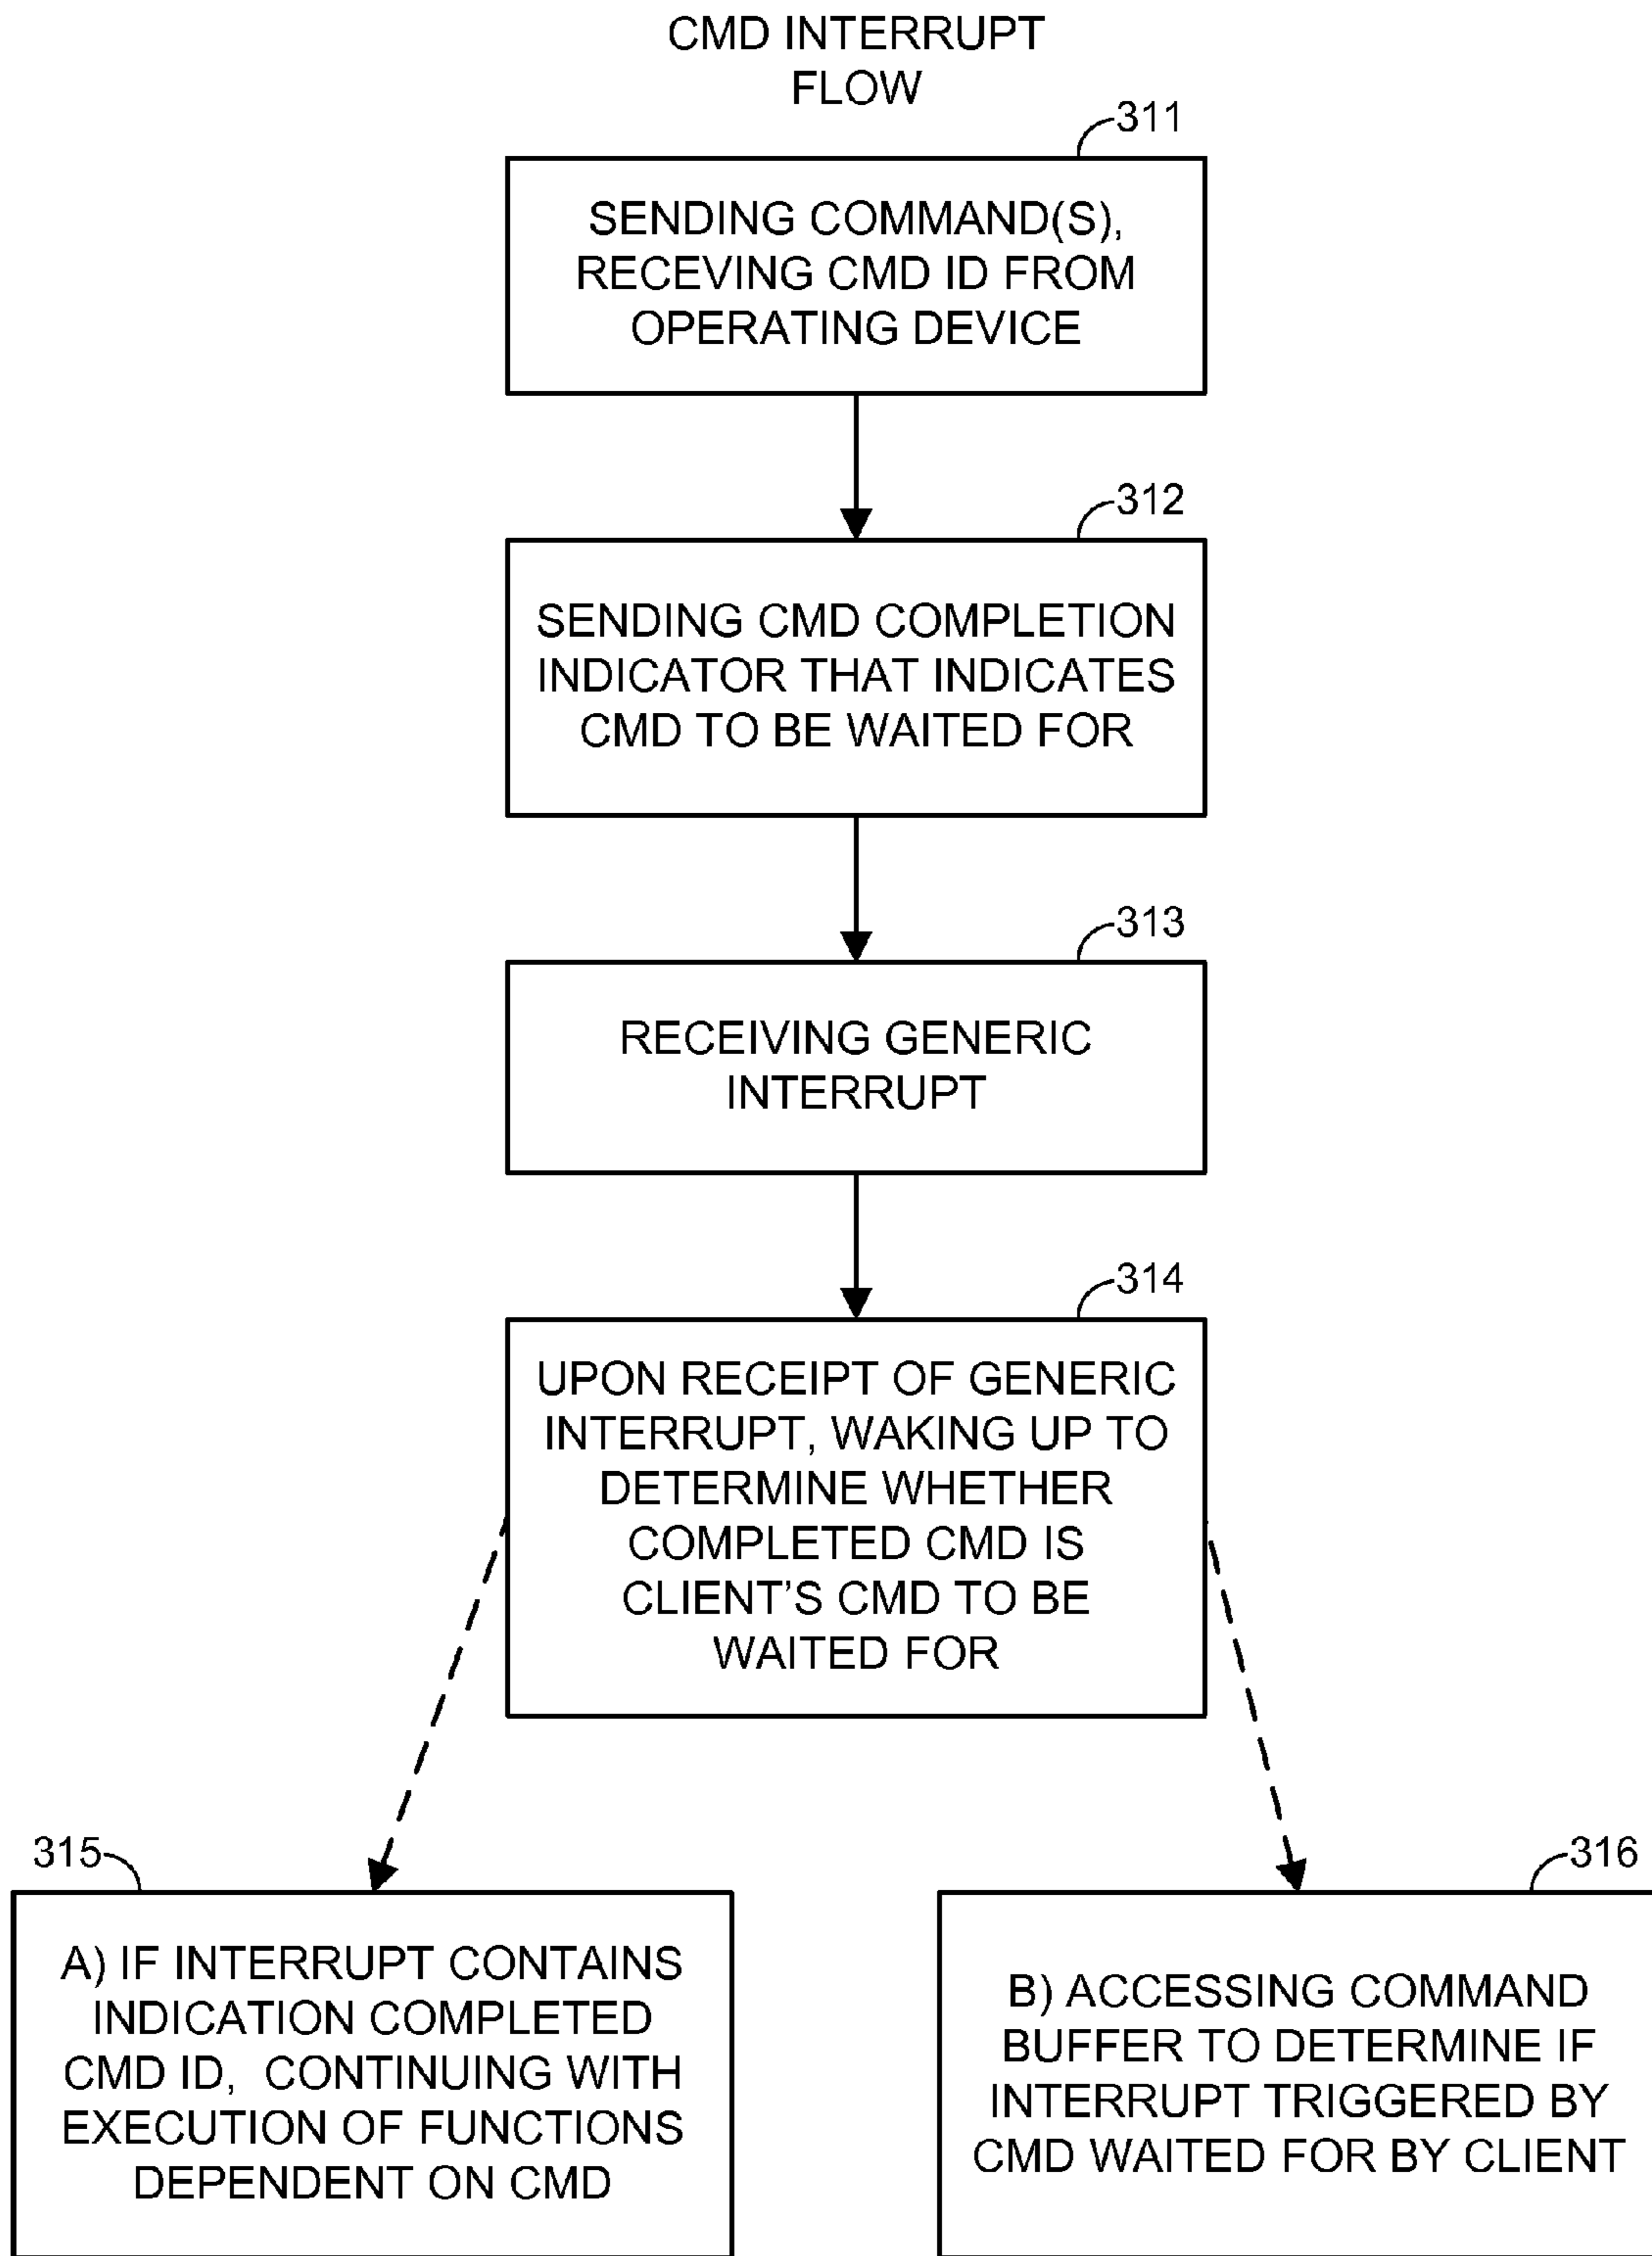 CMD INTERRUPT
FLOW
311
SENDING COMMAND(S),
RECEVING CMD ID FROM
OPERATING DEVICE
312
SENDING CMD COMPLETION
INDICATOR THAT INDICATES
CMD TO BE WAITED FOR
313
RECEIVING GENERIC
INTERRUPT
314
UPON RECEIPT OF GENERIC
INTERRUPT, WAKING UP TO
DETERMINE WHETHER
COMPLETED CMD IS
CLIENT'S CMD TO BE
WAITED FOR
315
A) IF INTERRUPT CONTAINS
INDICATION COMPLETED
CMD ID, CONTINUING WITH
EXECUTION OF FUNCTIONS
DEPENDENT ON CMD
316
B) ACCESSING COMMAND
BUFFER TO DETERMINE IF
INTERRUPT TRIGGERED BY
CMD WAITED FOR BY CLIENT